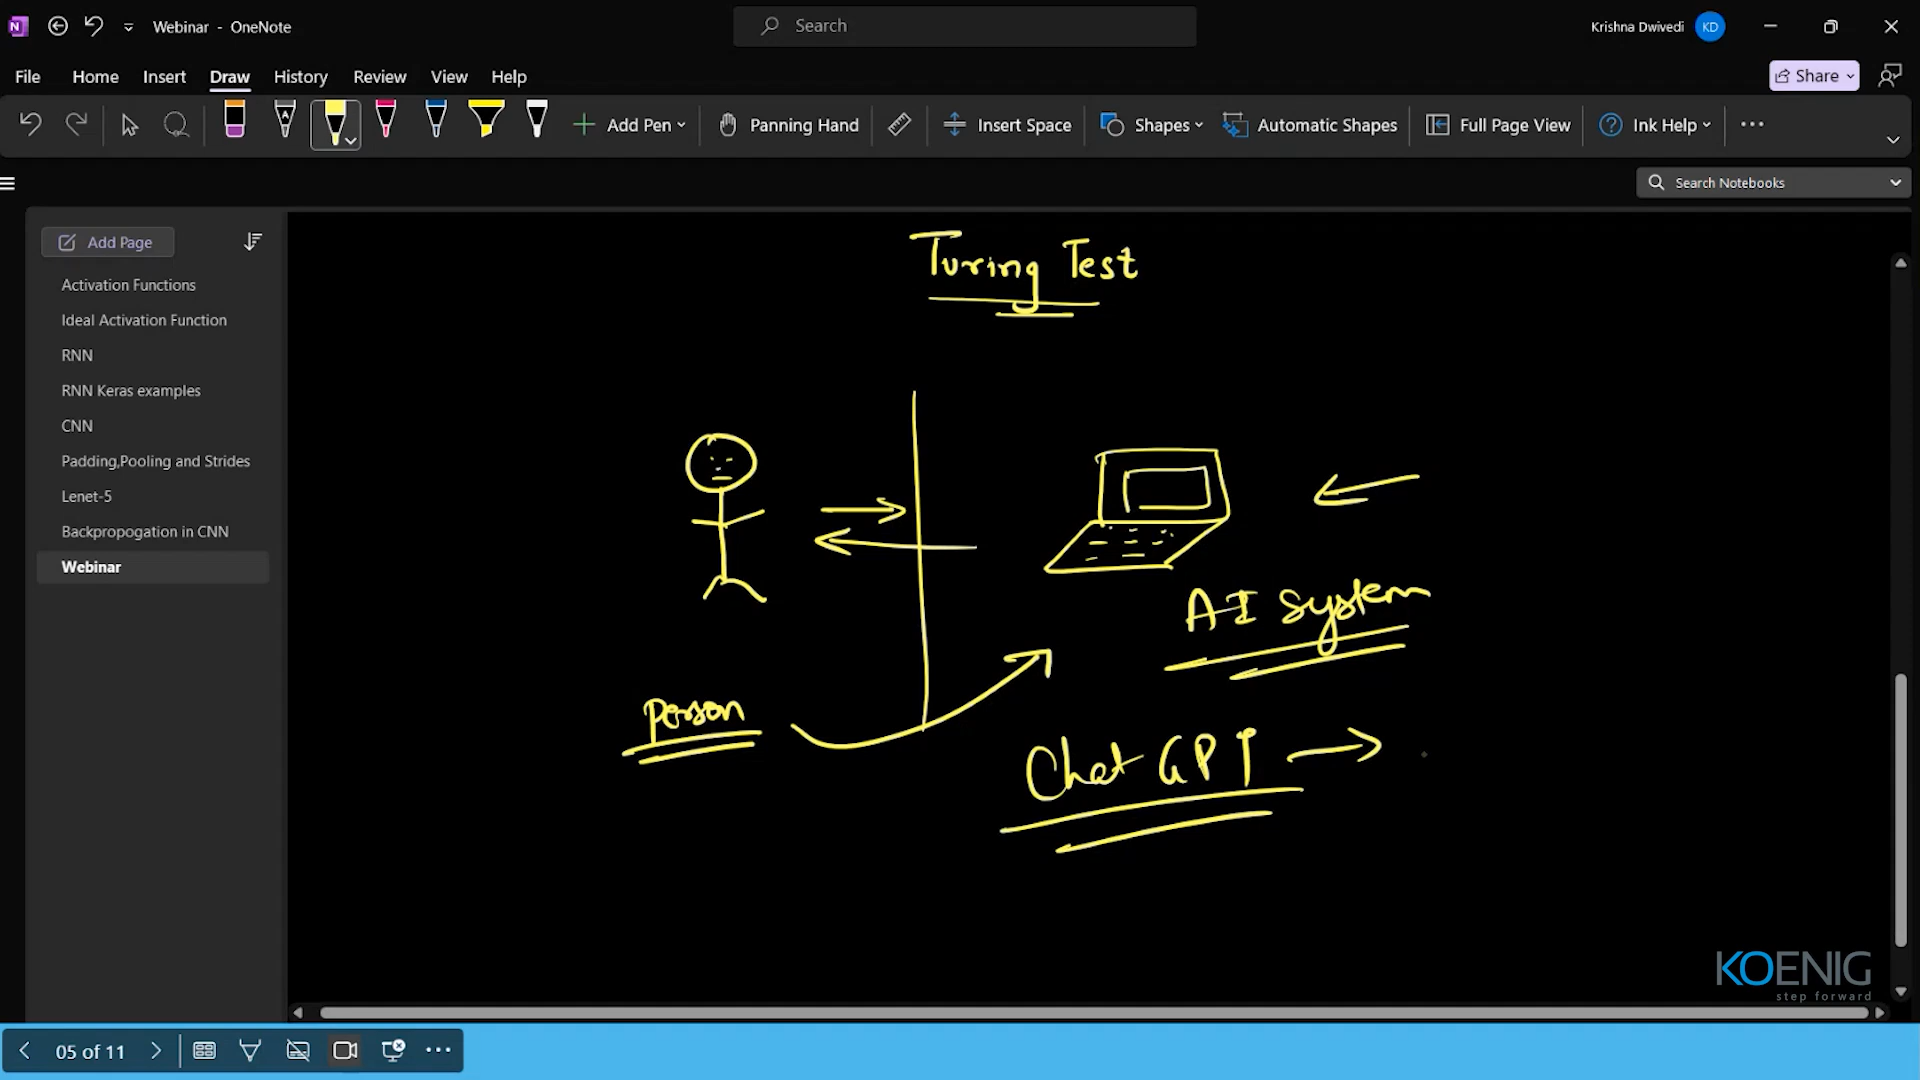 Webinar - OneNote
Search
Krishna Dwivedi
KD
File Home Insert Draw History Review View Help
Share
Add Pen
Panning Hand
Insert Space
Shapes
Automatic Shapes
Full Page View
Ink Help
Search Notebooks
Add Page
Activation Functions
Ideal Activation Function
RNN
RNN Keras examples
CNN
Padding,Pooling and Strides
Lenet-5
Backpropogation in CNN
Webinar
Turing Test
AI System
Person
Chat GPT
KOENIG
step forward
05 of 11